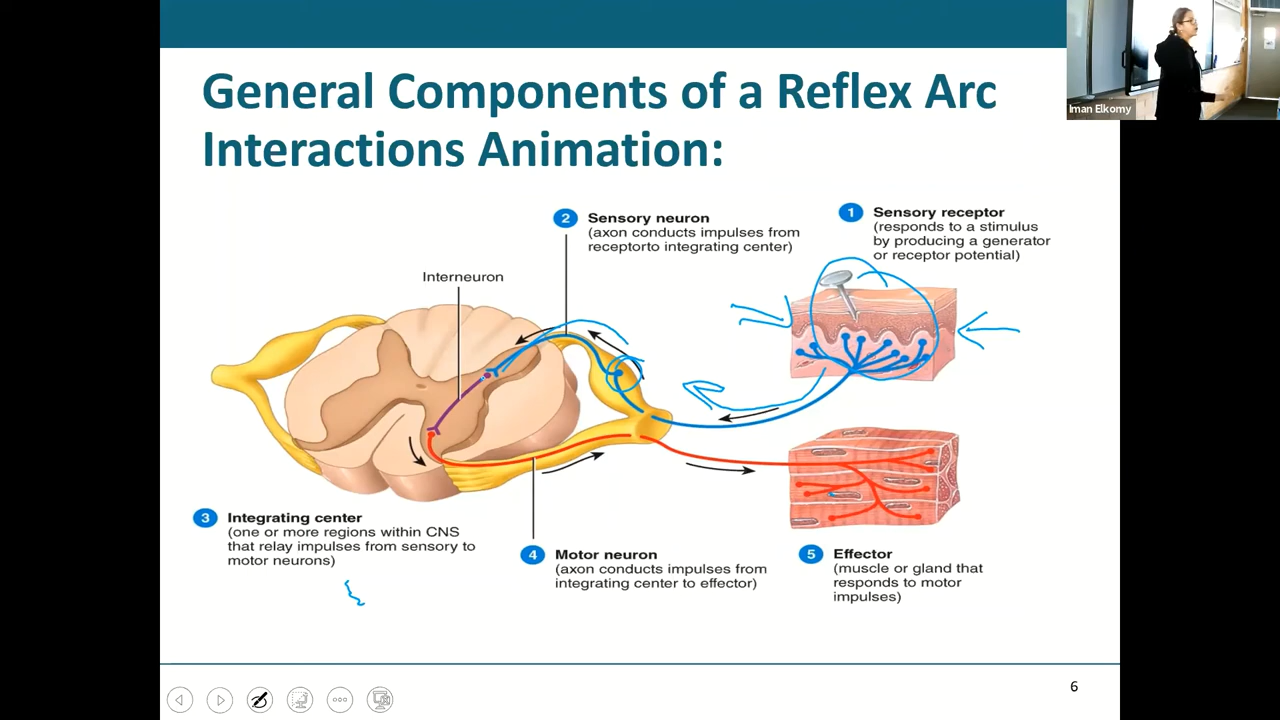 General Components of a Reflex Arc
Interactions Animation:
Iman Elkomy
2 Sensory neuron
(axon conducts impulses from
receptorto integrating center)
1 Sensory receptor
(responds to a stimulus
by producing a generator
or receptor potential)
Interneuron
3 Integrating center
(one or more regions within CNS
that relay impulses from sensory to
motor neurons)
4 Motor neuron
(axon conducts impulses from
integrating center to effector)
5 Effector
(muscle or gland that
responds to motor
impulses)
6